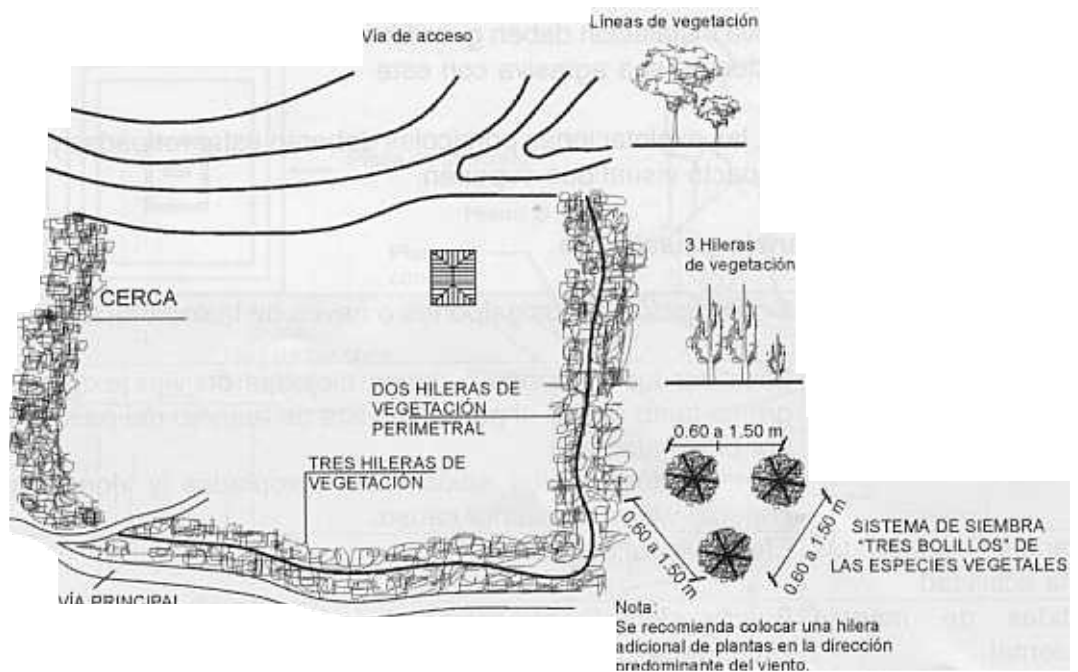 Vía de acceso
Líneas de vegetación
3 Hileras
de vegetación
CERCA
DOS HILERAS DE
VEGETACIÓN
PERIMETRAL
TRES HILERAS DE
VEGETACIÓN
0.60 a 1.50 m
0.60 a 1.50 m
0.60 a 1.50 m
SISTEMA DE SIEMBRA
"TRES BOLILLOS" DE
LAS ESPECIES VEGETALES
VÍA PRINCIPAL
Nota:
Se recomienda colocar una hilera
adicional de plantas en la dirección
predominante del viento.